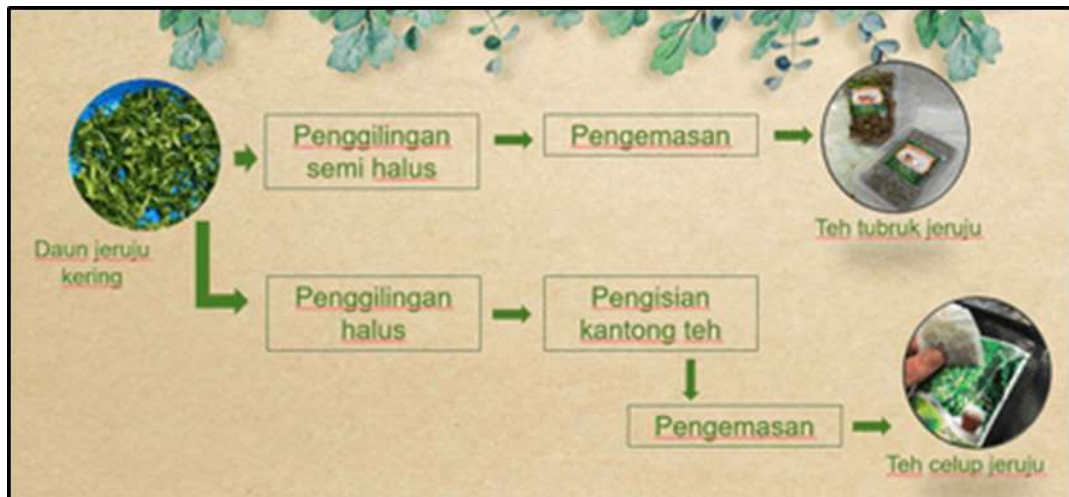 Penggilingan
semi halus
Pengemasan
Daun jeruju
kering
Teh tubruk jeruju
Penggilingan
halus
Pengisian
kantong teh
Pengemasan
Teh celup jeruju